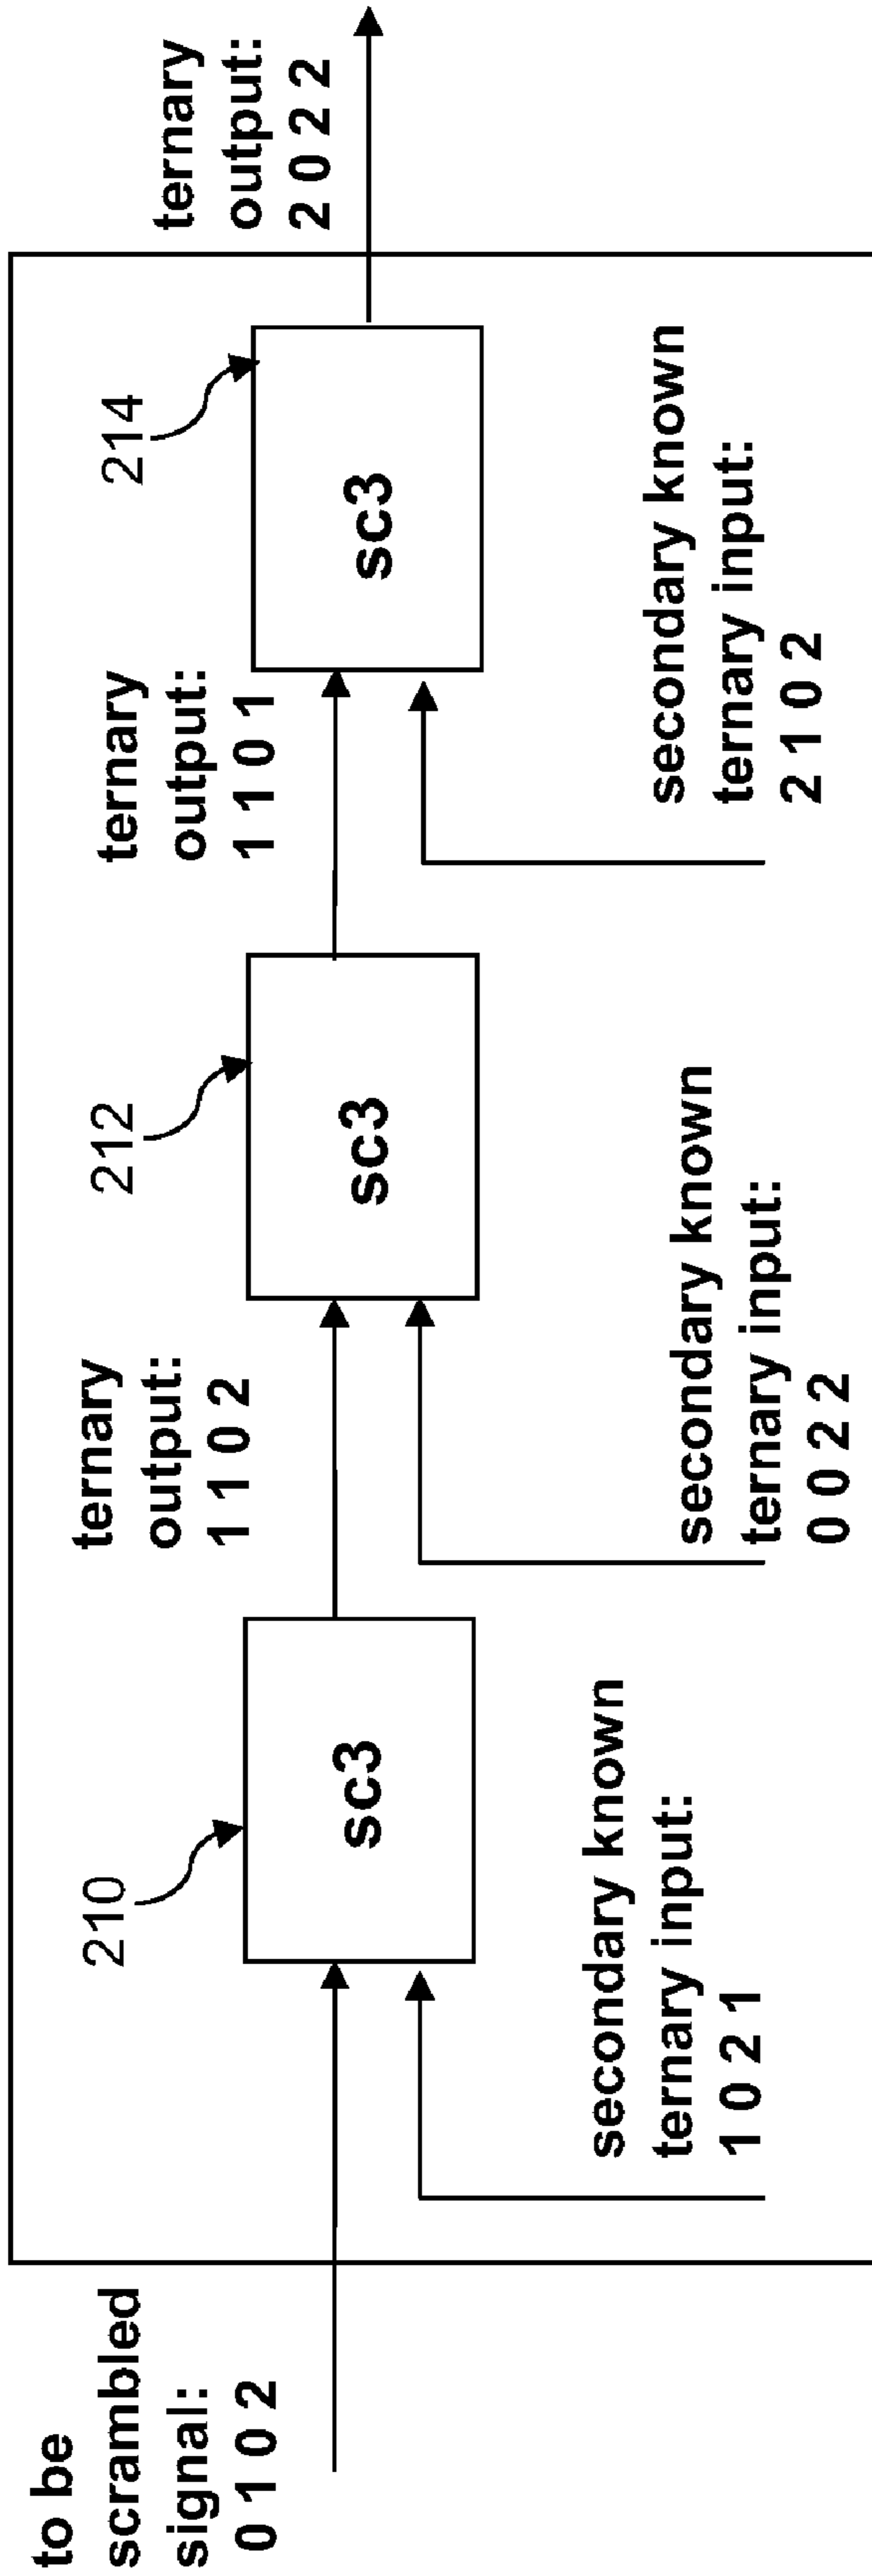 to be
scrambled
signal:
0 1 0 2
210
sc3
secondary known
ternary input:
1 0 2 1
ternary
output:
1 1 0 2
212
sc3
secondary known
ternary input:
0 0 2 2
ternary
output:
1 1 0 1
214
sc3
secondary known
ternary input:
2 1 0 2
ternary
output:
2 0 2 2